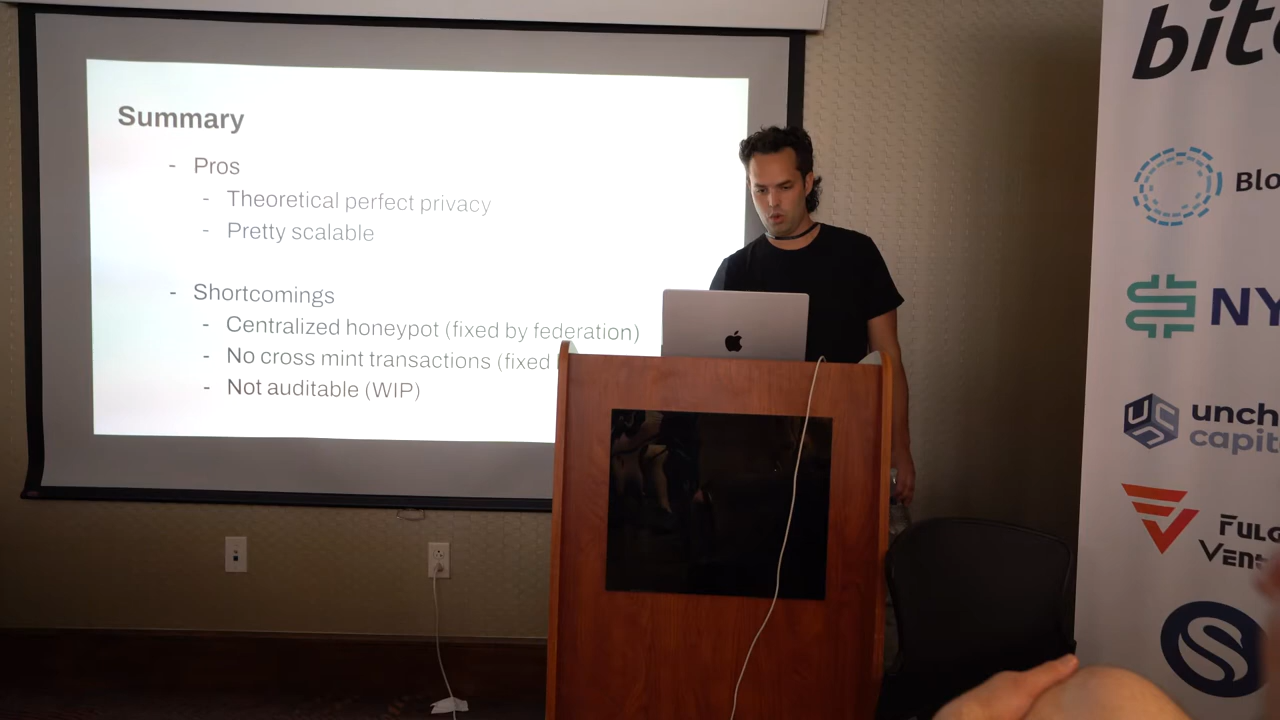 Summary
- Pros
- Theoretical perfect privacy
- Pretty scalable
- Shortcomings
- Centralized honeypot (fixed by federation)
- No cross mint transactions (fixed
- Not auditable (WIP)
bit
Blo
NY
unch
capit
FULG
VENT